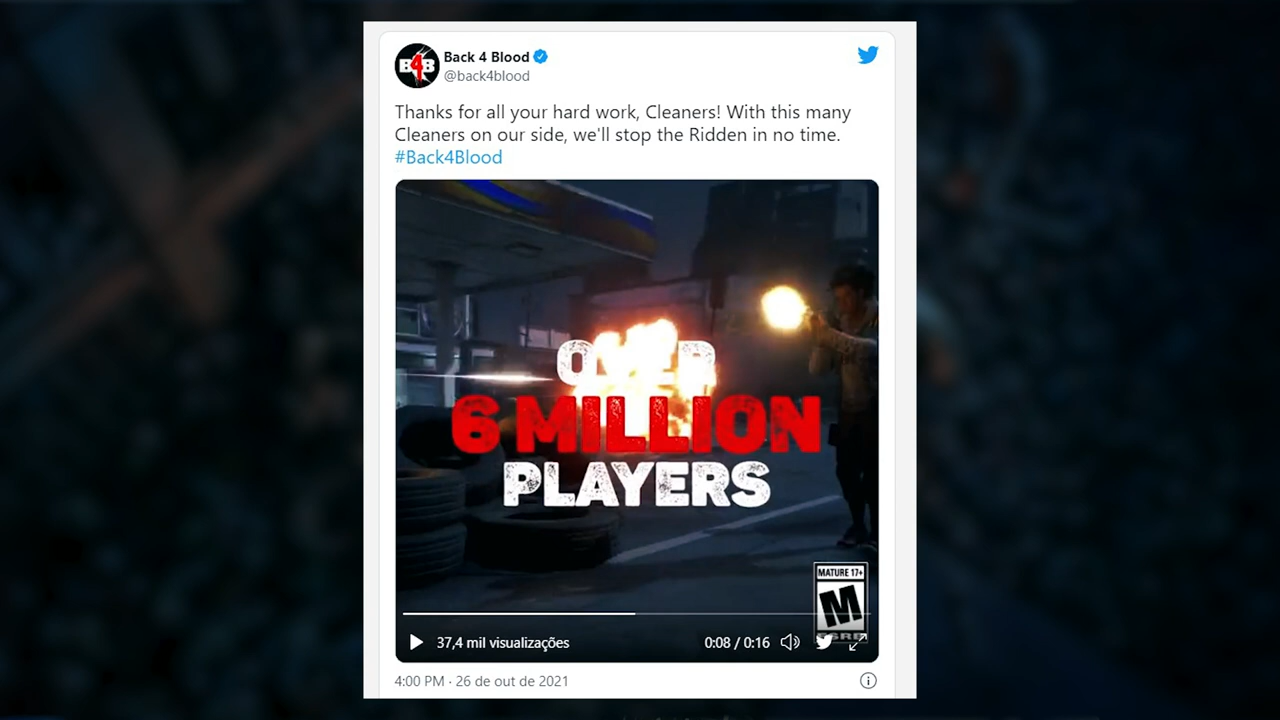 B4B
Back 4 Blood
@back4blood
Thanks for all your hard work, Cleaners! With this many
Cleaners on our side, we'll stop the Ridden in no time.
#Back4Blood
OVER
6 MILLION
PLAYERS
MATURE 17+
M
ESRB
37,4 mil visualizações
0:08 / 0:16
4:00 PM · 26 de out de 2021